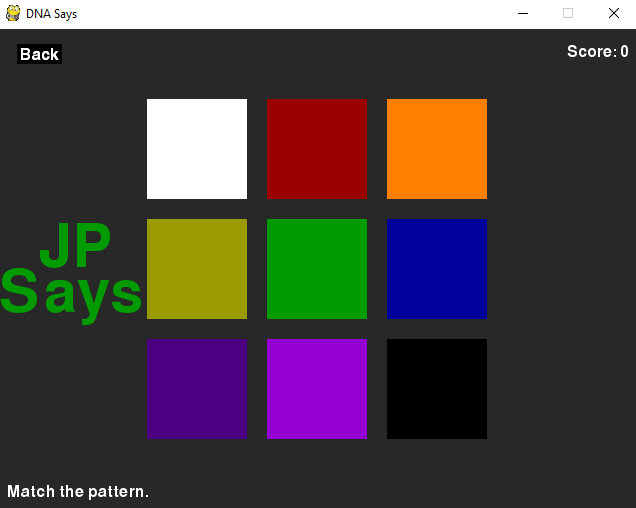 DNA Says
Back
Score: 0
JP
Says
Match the pattern.